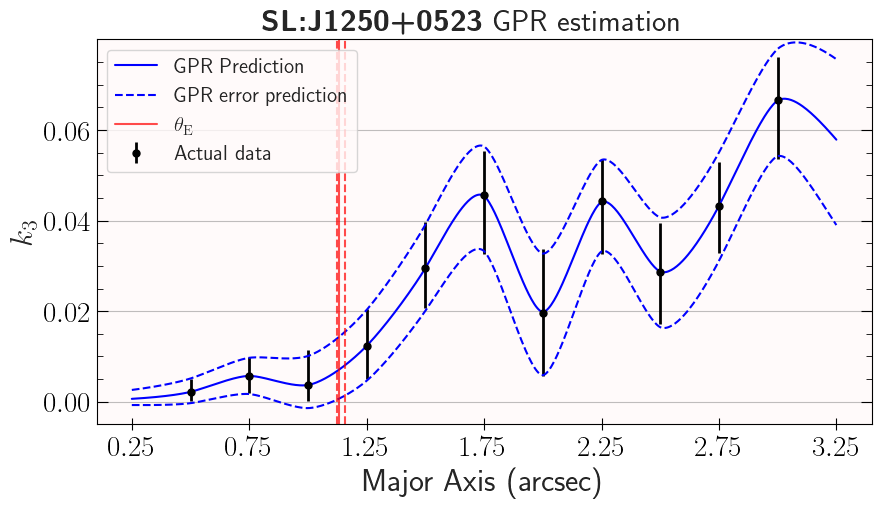 SL:J1250+0523 GPR estimation
GPR Prediction
GPR error prediction
θ_E
Actual data
k₃
0.06
0.04
0.02
0.00
0.25 0.75 1.25 1.75 2.25 2.75 3.25
Major Axis (arcsec)